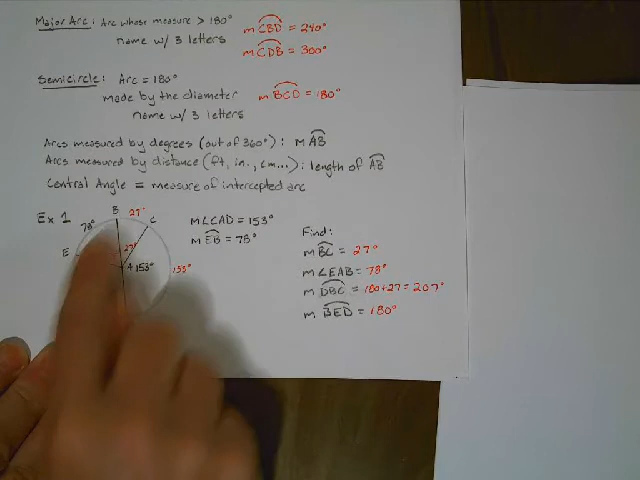 Major Arc: Arc whose measure > 180°
name w/ 3 letters
m CBD = 240°
m CDB = 300°
Semicircle: Arc = 180°
made by the diameter
name w/ 3 letters
m BCD = 180°
Arcs measured by degrees (out of 360°): m AB
Arcs measured by distance (ft, in., cm...): length of AB
Central Angle = measure of intercepted arc
Ex 1
78°
B
27°
C
E
27°
A 153°
153°
m∠CAD = 153°
m EB = 78°
Find:
m BC = 27°
m∠EAB = 78°
m DBC = 180+27 = 207°
m BED = 180°